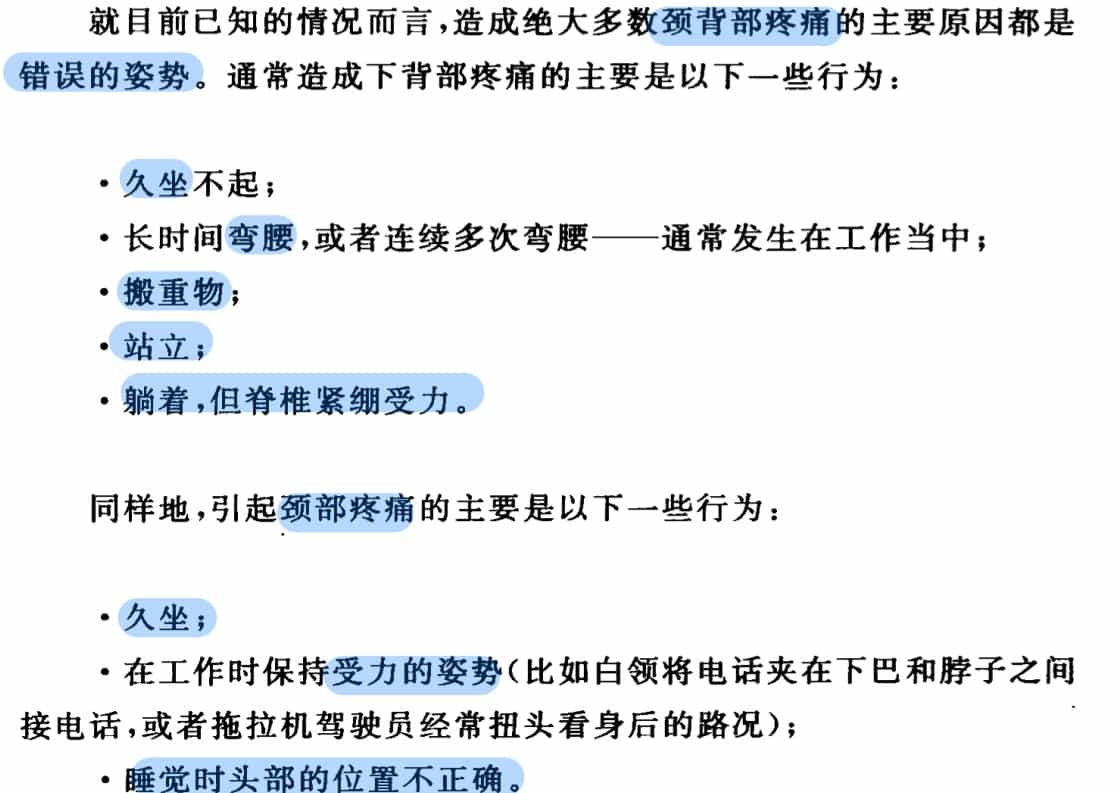 就目前已知的情况而言,造成绝大多数颈背部疼痛的主要原因都是
错误的姿势。通常造成下背部疼痛的主要是以下一些行为:
·久坐不起;
·长时间弯腰,或者连续多次弯腰——通常发生在工作当中;
·搬重物;
·站立;
·躺着,但脊椎紧绷受力。
同样地,引起颈部疼痛的主要是以下一些行为:
·久坐;
·在工作时保持受力的姿势(比如白领将电话夹在下巴和脖子之间
接电话,或者拖拉机驾驶员经常扭头看身后的路况);
·睡觉时头部的位置不正确。